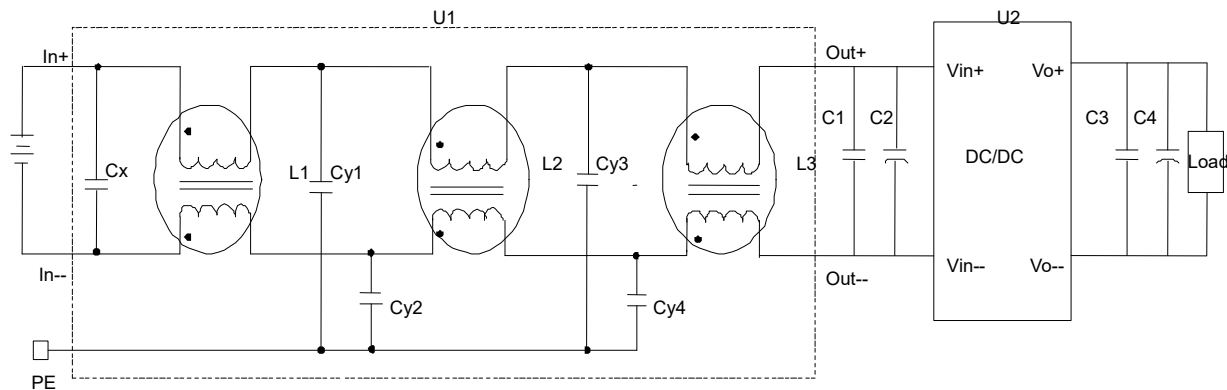 U1
U2
In+
Out+
Vin+
Vo+
C1
C2
C3
C4
Cx
L1
Cy1
L2
Cy3
L3
DC/DC
Load
In--
Out--
Vin--
Vo--
Cy2
Cy4
PE